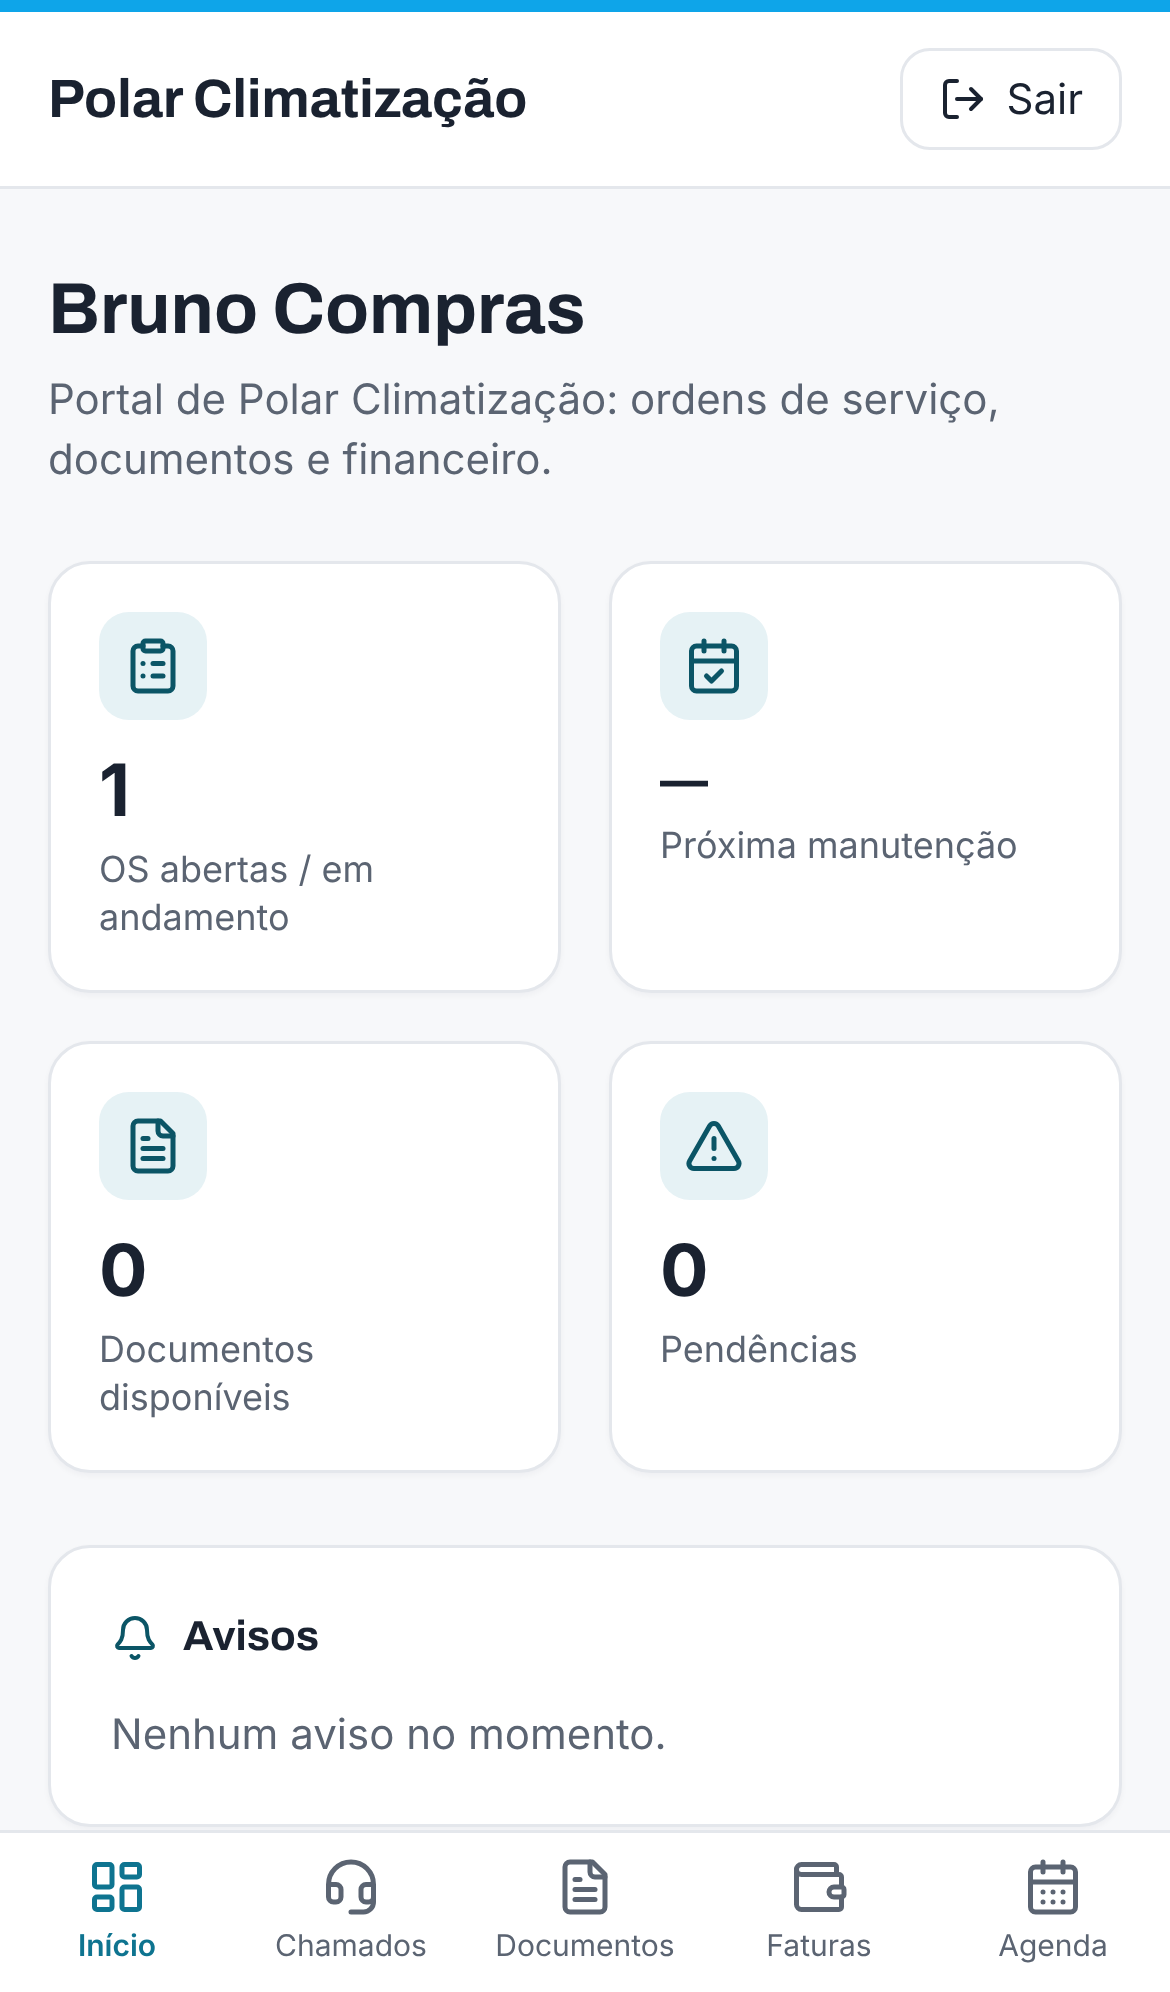 Polar Climatização
Sair
Bruno Compras
Portal de Polar Climatização: ordens de serviço,
documentos e financeiro.
1
OS abertas / em
andamento
—
Próxima manutenção
0
Documentos
disponíveis
0
Pendências
Avisos
Nenhum aviso no momento.
Início
Chamados
Documentos
Faturas
Agenda